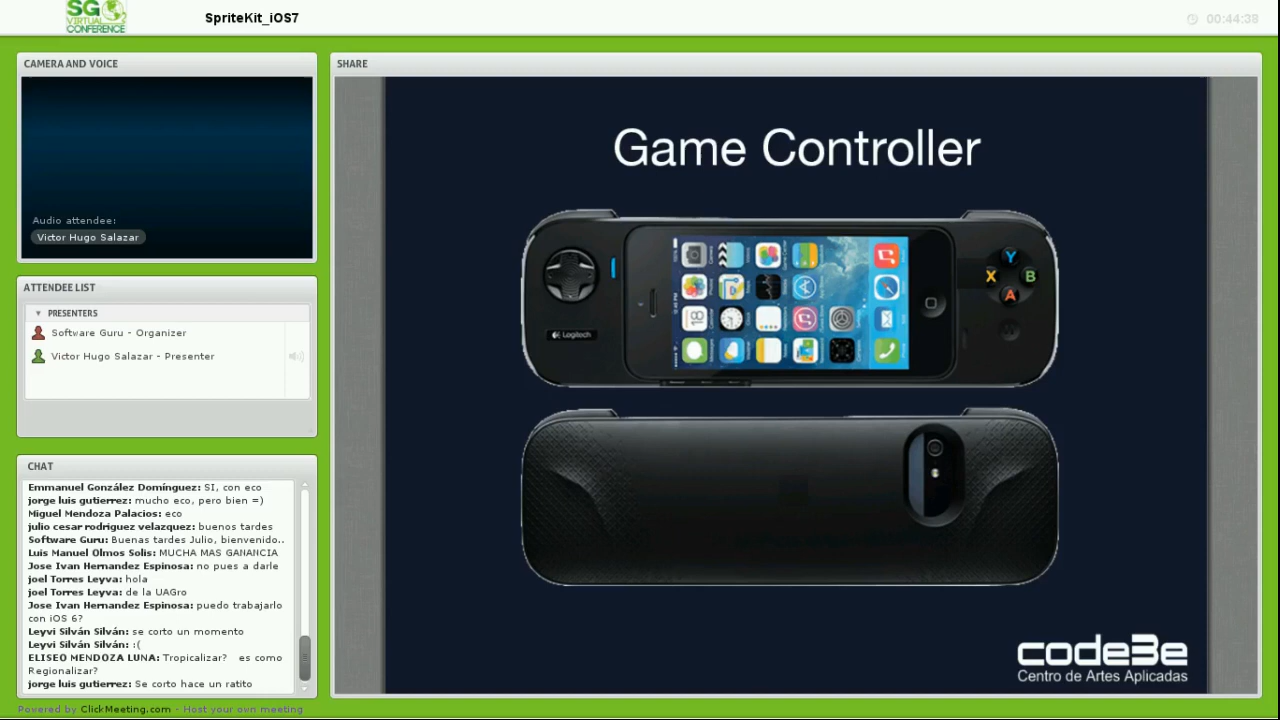 SG
VIRTUAL
CONFERENCE
SpriteKit_iOS7
00:44:38
CAMERA AND VOICE
Audio attendee:
Victor Hugo Salazar
ATTENDEE LIST
PRESENTERS
Software Guru - Organizer
Victor Hugo Salazar - Presenter
CHAT
Emmanuel González Domínguez: SI, con eco
jorge luis gutierrez: mucho eco, pero bien =)
Miguel Mendoza Palacios: eco
julio cesar rodriguez velazquez: buenos tardes
Software Guru: Buenas tardes Julio, bienvenido..
Luis Manuel Olmos Solis: MUCHA MAS GANANCIA
Jose Ivan Hernandez Espinosa: no pues a darle
joel Torres Leyva: hola
joel Torres Leyva: de la UAGro
Jose Ivan Hernandez Espinosa: puedo trabajarlo
con iOS 6?
Leyvi Silván Silván: se corto un momento
Leyvi Silván Silván: :(
ELISEO MENDOZA LUNA: Tropicalizar? es como
Regionalizar?
jorge luis gutierrez: Se corto hace un ratito
Powered by ClickMeeting.com - Host your own meeting
SHARE
Game Controller
Logitech
18
Y
X
B
A
code3e
Centro de Artes Aplicadas